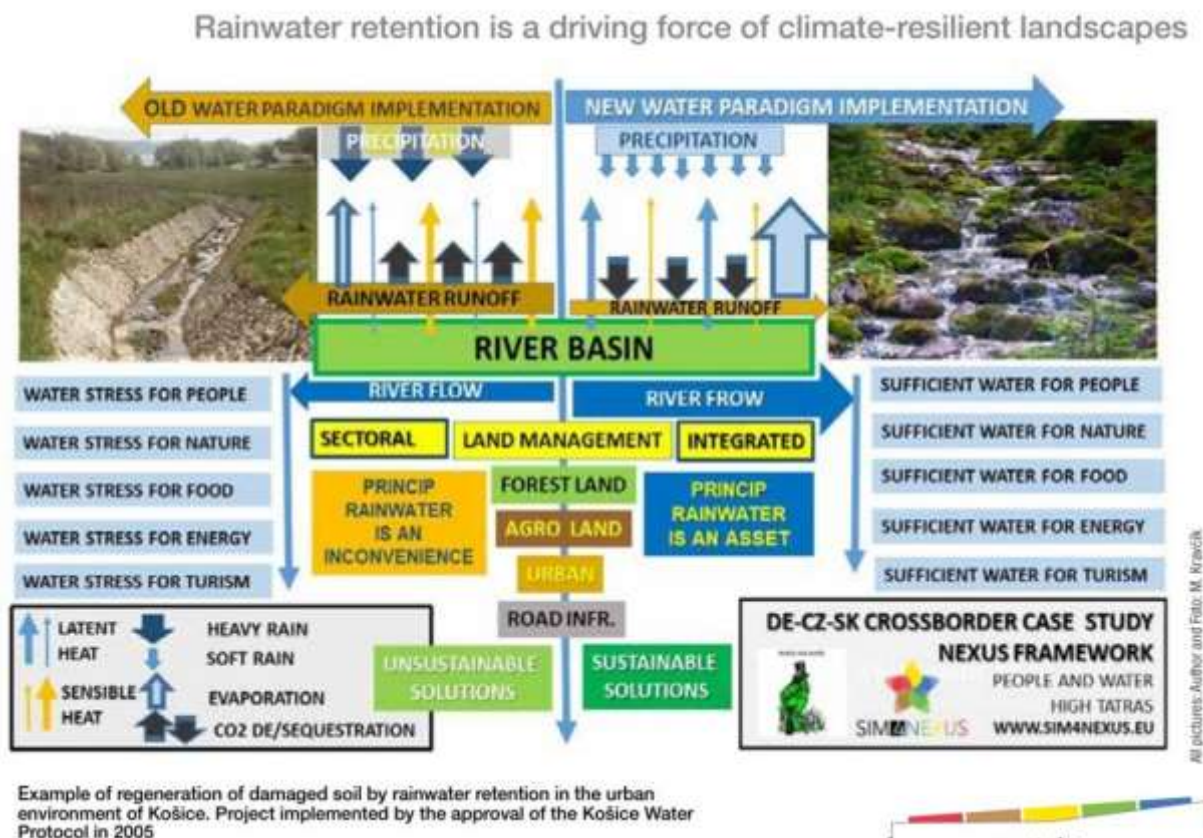 Rainwater retention is a driving force of climate-resilient landscapes
OLD WATER PARADIGM IMPLEMENTATION
NEW WATER PARADIGM IMPLEMENTATION
PRECIPITATION
PRECIPITATION
RAINWATER RUNOFF
RAINWATER RUNOFF
RIVER BASIN
RIVER FLOW
RIVER FROW
WATER STRESS FOR PEOPLE
WATER STRESS FOR NATURE
WATER STRESS FOR FOOD
WATER STRESS FOR ENERGY
WATER STRESS FOR TURISM
SECTORAL
LAND MANAGEMENT
INTEGRATED
PRINCIP
RAINWATER
IS AN
INCONVENIENCE
FOREST LAND
AGRO LAND
URBAN
ROAD INFR.
PRINCIP
RAINWATER
IS AN ASSET
SUFFICIENT WATER FOR PEOPLE
SUFFICIENT WATER FOR NATURE
SUFFICIENT WATER FOR FOOD
SUFFICIENT WATER FOR ENERGY
SUFFICIENT WATER FOR TURISM
LATENT
HEAT
HEAVY RAIN
SOFT RAIN
SENSIBLE
HEAT
EVAPORATION
CO2 DE/SEQUESTRATION
UNSUSTAINABLE
SOLUTIONS
SUSTAINABLE
SOLUTIONS
DE-CZ-SK CROSSBORDER CASE STUDY
NEXUS FRAMEWORK
PEOPLE AND WATER
HIGH TATRAS
SIM4NEXUS
WWW.SIM4NEXUS.EU
All pictures: Author and Foto: M. Kravčík
Example of regeneration of damaged soil by rainwater retention in the urban
environment of Košice. Project implemented by the approval of the Košice Water
Protocol in 2005